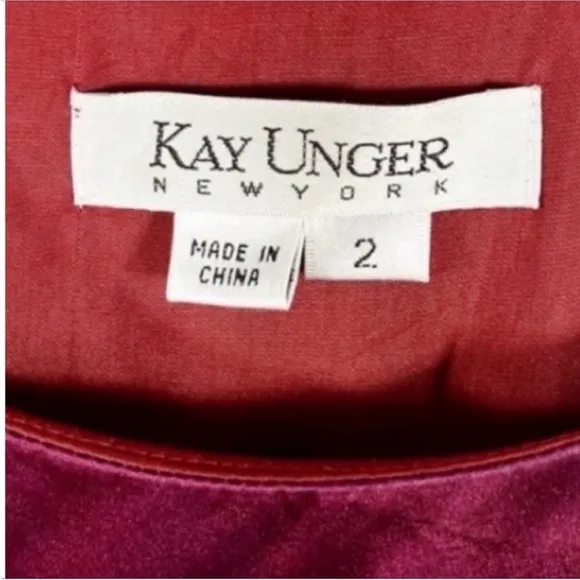 KAY UNGER
NEW YORK
MADE IN
CHINA
2